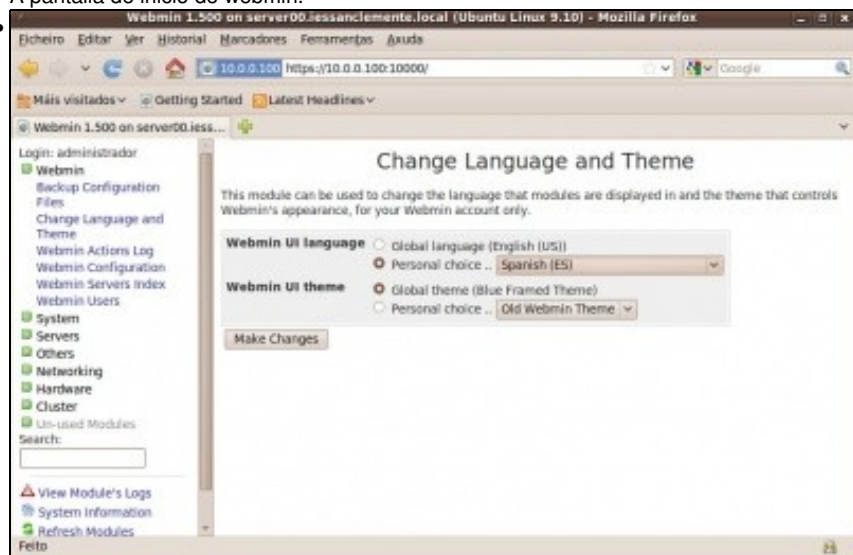 A pantalla de inicio de webmin.
Webmin 1.500 on server00.iessanclemente.local (Ubuntu Linux 9.10) - Mozilla Firefox
Eicheiro Editar Ver Historial Marcadores Ferramentas Axuda
10.0.0.100 https://10.0.0.100:10000/ Google
Máis visitados Getting Started Latest Headlines
Webmin 1.500 on server00.iess...
Login: administrador
Webmin
Backup Configuration
Files
Change Language and
Theme
Webmin Actions Log
Webmin Configuration
Webmin Servers Index
Webmin Users
System
Servers
Others
Networking
Hardware
Cluster
Un-used Modules
Search:
View Module's Logs
System Information
Refresh Modules
Change Language and Theme
This module can be used to change the language that modules are displayed in and the theme that controls
Webmin's appearance, for your Webmin account only.
Webmin UI language Global language (English (US))
Personal choice .. Spanish (ES)
Webmin UI theme Global theme (Blue Framed Theme)
Personal choice .. Old Webmin Theme
Make Changes
Feito